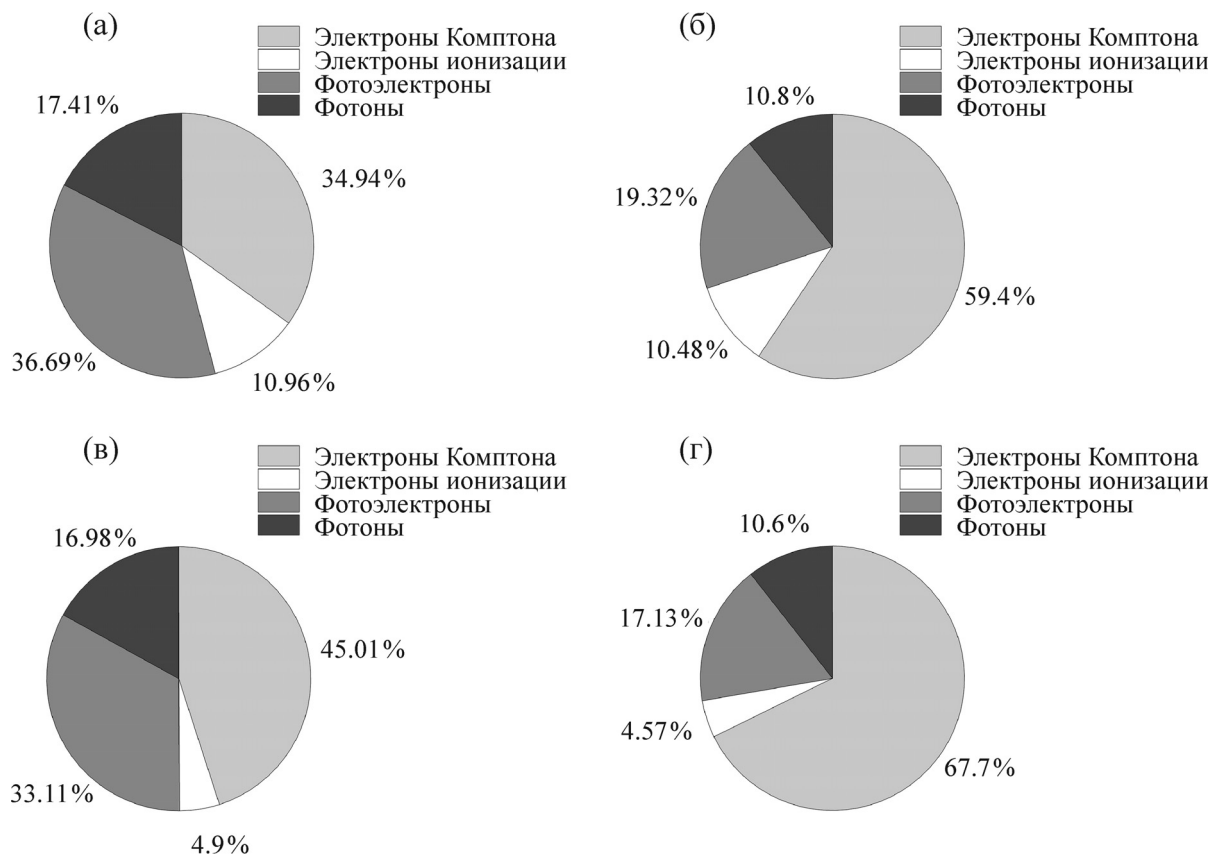 (а)
Электроны Комптона
Электроны ионизации
Фотоэлектроны
Фотоны
17.41%
34.94%
36.69%
10.96%
(б)
Электроны Комптона
Электроны ионизации
Фотоэлектроны
Фотоны
10.8%
19.32%
59.4%
10.48%
(в)
Электроны Комптона
Электроны ионизации
Фотоэлектроны
Фотоны
16.98%
45.01%
33.11%
4.9%
(г)
Электроны Комптона
Электроны ионизации
Фотоэлектроны
Фотоны
10.6%
17.13%
4.57%
67.7%